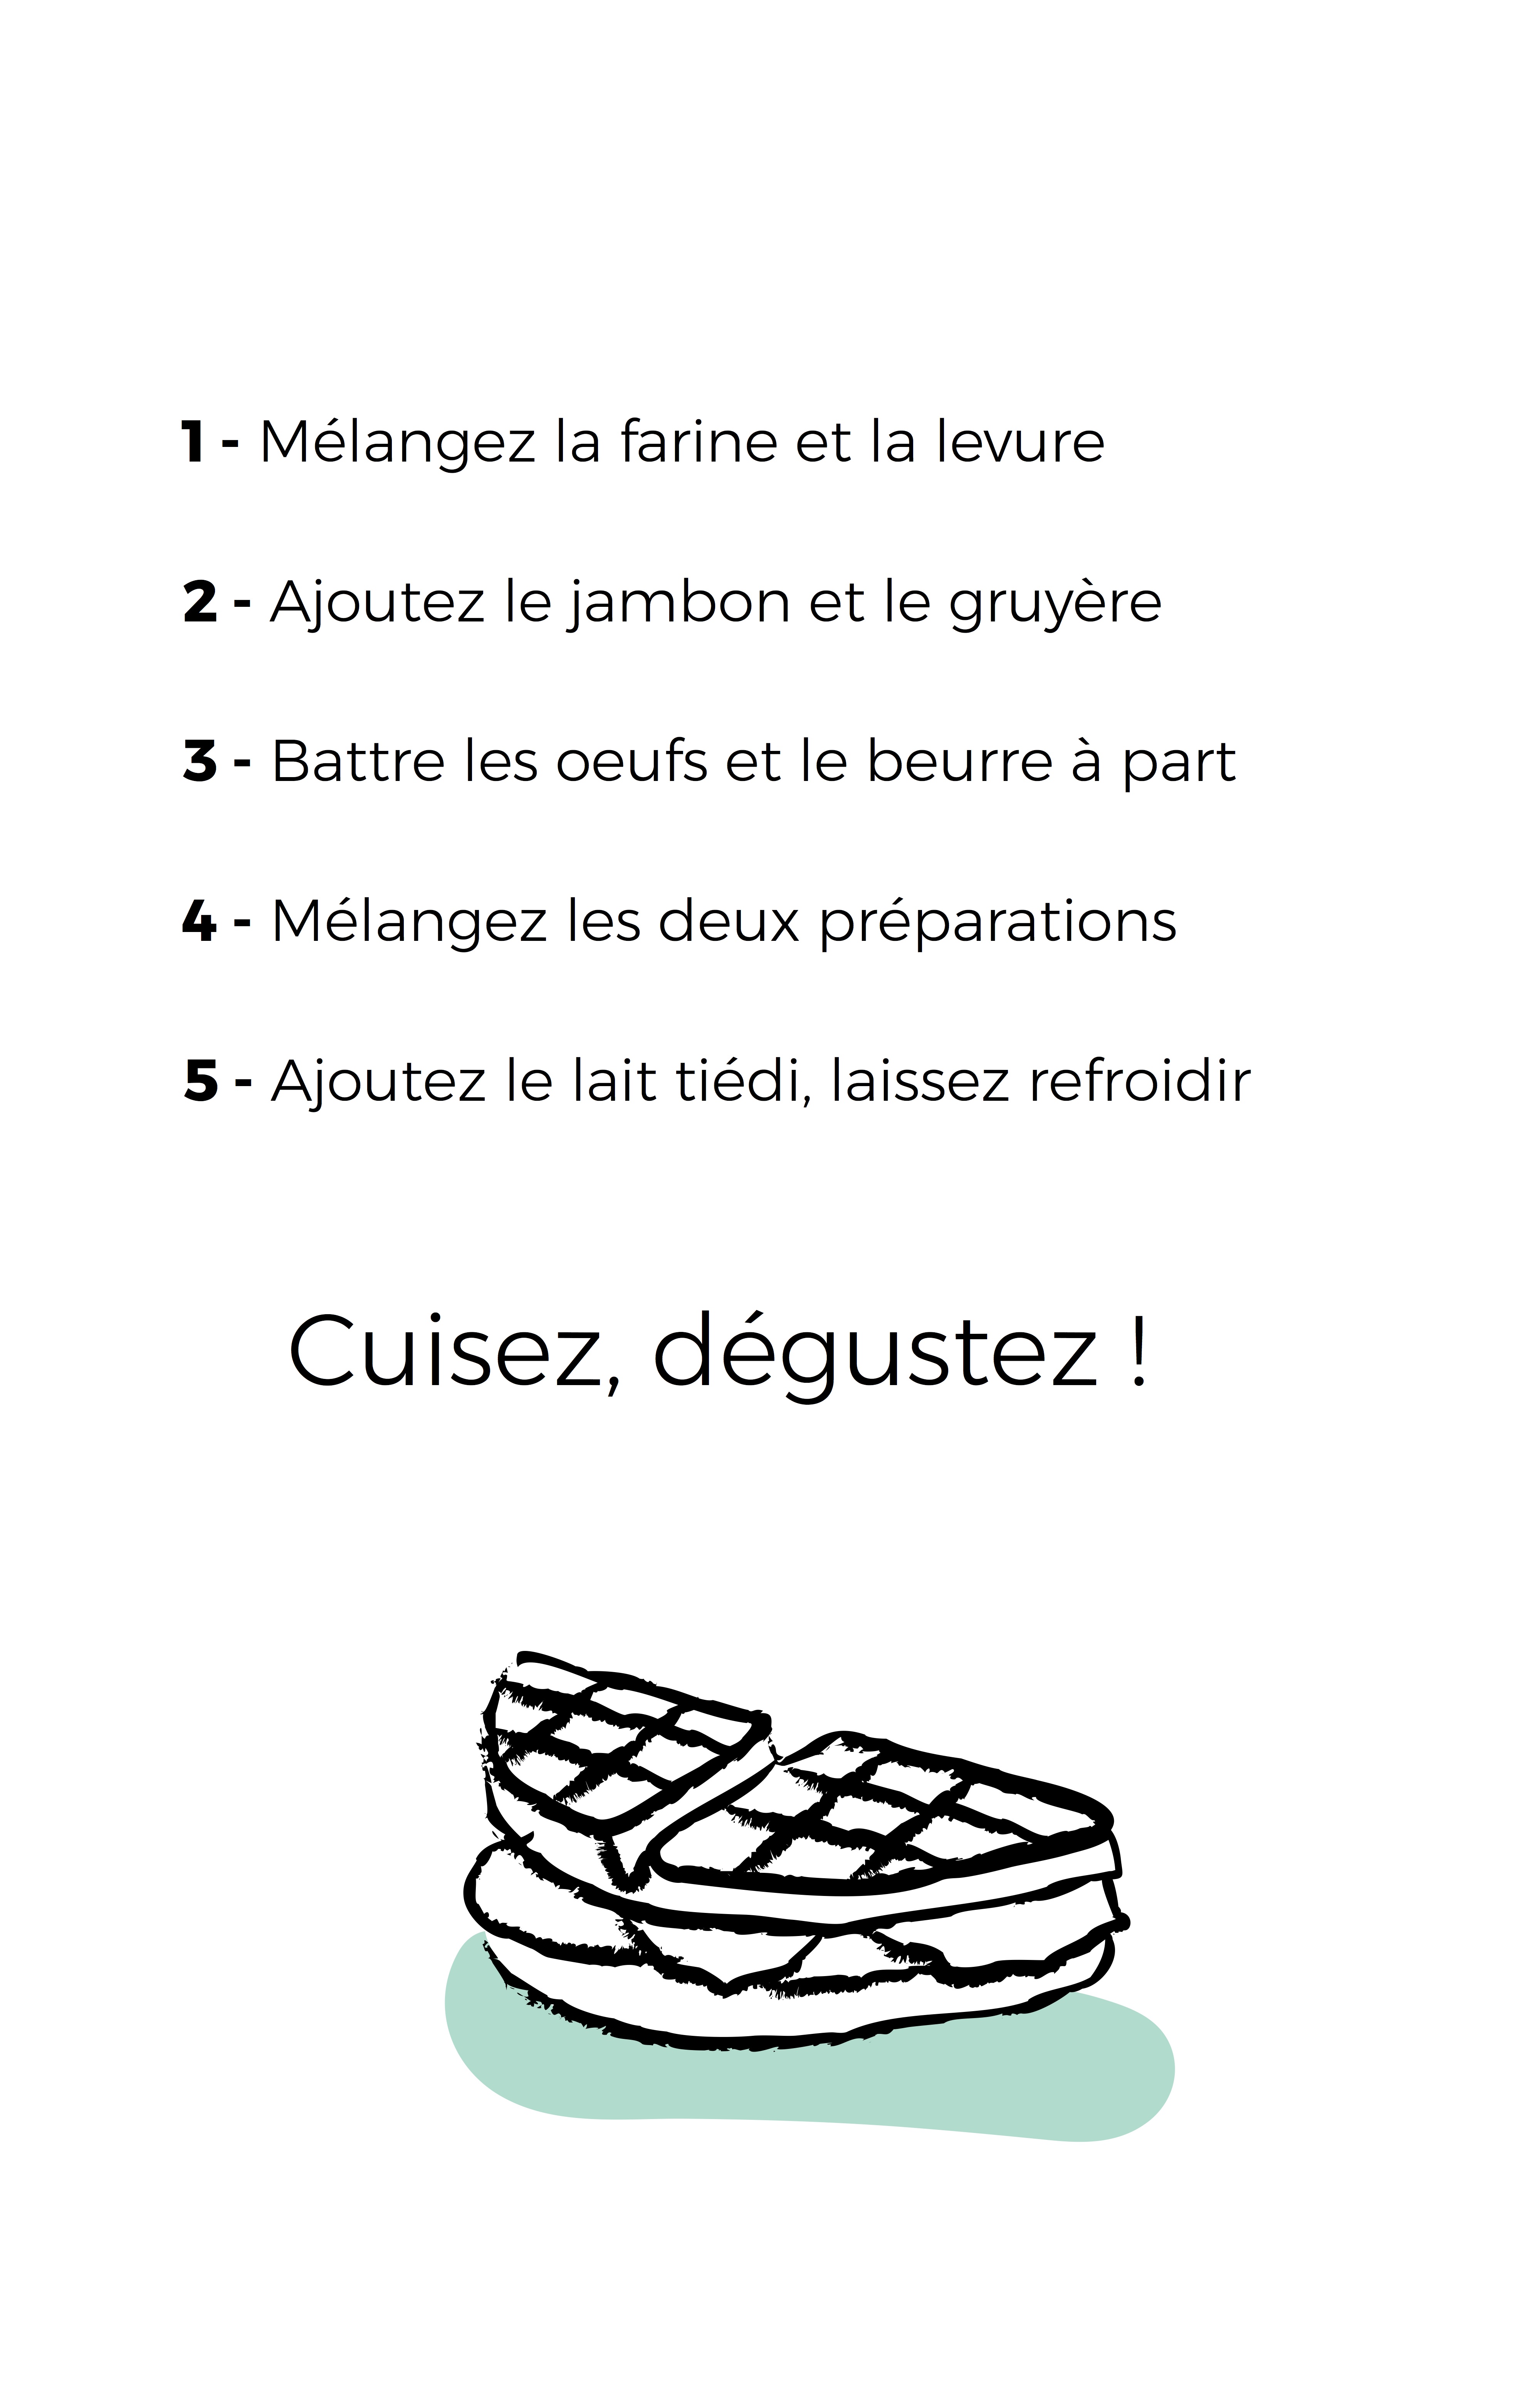 1 - Mélangez la farine et la levure
2 - Ajoutez le jambon et le gruyère
3 - Battre les oeufs et le beurre à part
4 - Mélangez les deux préparations
5 - Ajoutez le lait tiédi, laissez refroidir
Cuisez, dégustez !